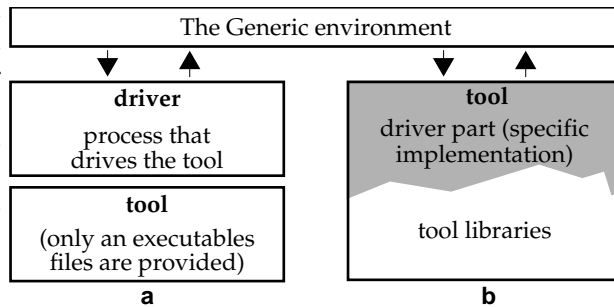 The Generic environment
driver
process that
drives the tool
tool
(only an executables
files are provided)
a
tool
driver part (specific
implementation)
tool libraries
b